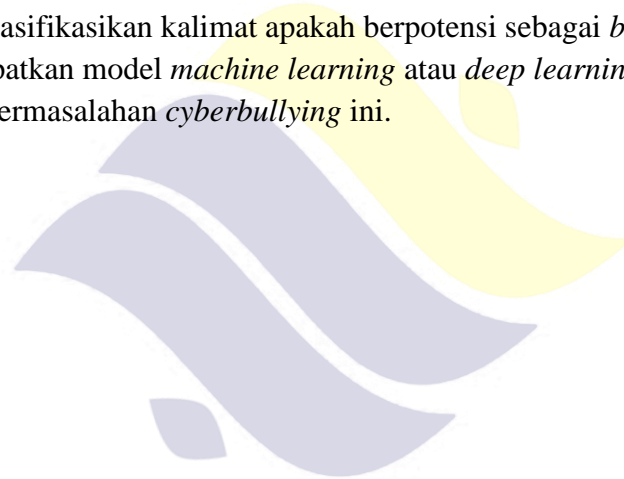 asifikasikan kalimat apakah berpotensi sebagai b
patkan model machine learning atau deep learnin
ermasalahan cyberbullying ini.